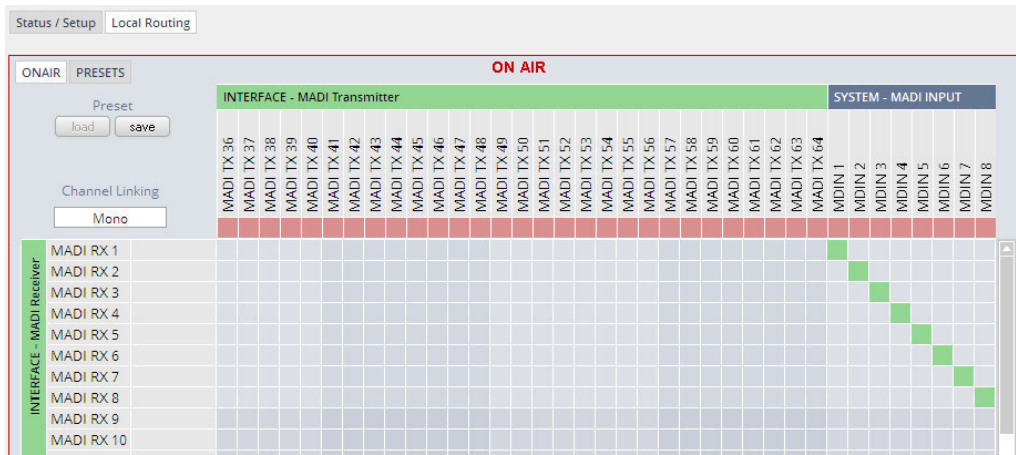 Status / Setup Local Routing
ON AIR
ONAIR PRESETS
INTERFACE - MADI Transmitter SYSTEM - MADI INPUT
Preset
load save
Channel Linking
Mono
MADI TX 36
MADI TX 37
MADI TX 38
MADI TX 39
MADI TX 40
MADI TX 41
MADI TX 42
MADI TX 43
MADI TX 44
MADI TX 45
MADI TX 46
MADI TX 47
MADI TX 48
MADI TX 49
MADI TX 50
MADI TX 51
MADI TX 52
MADI TX 53
MADI TX 54
MADI TX 55
MADI TX 56
MADI TX 57
MADI TX 58
MADI TX 59
MADI TX 60
MADI TX 61
MADI TX 62
MADI TX 63
MADI TX 64
MDIN 1
MDIN 2
MDIN 3
MDIN 4
MDIN 5
MDIN 6
MDIN 7
MDIN 8
INTERFACE - MADI Receiver
MADI RX 1
MADI RX 2
MADI RX 3
MADI RX 4
MADI RX 5
MADI RX 6
MADI RX 7
MADI RX 8
MADI RX 9
MADI RX 10